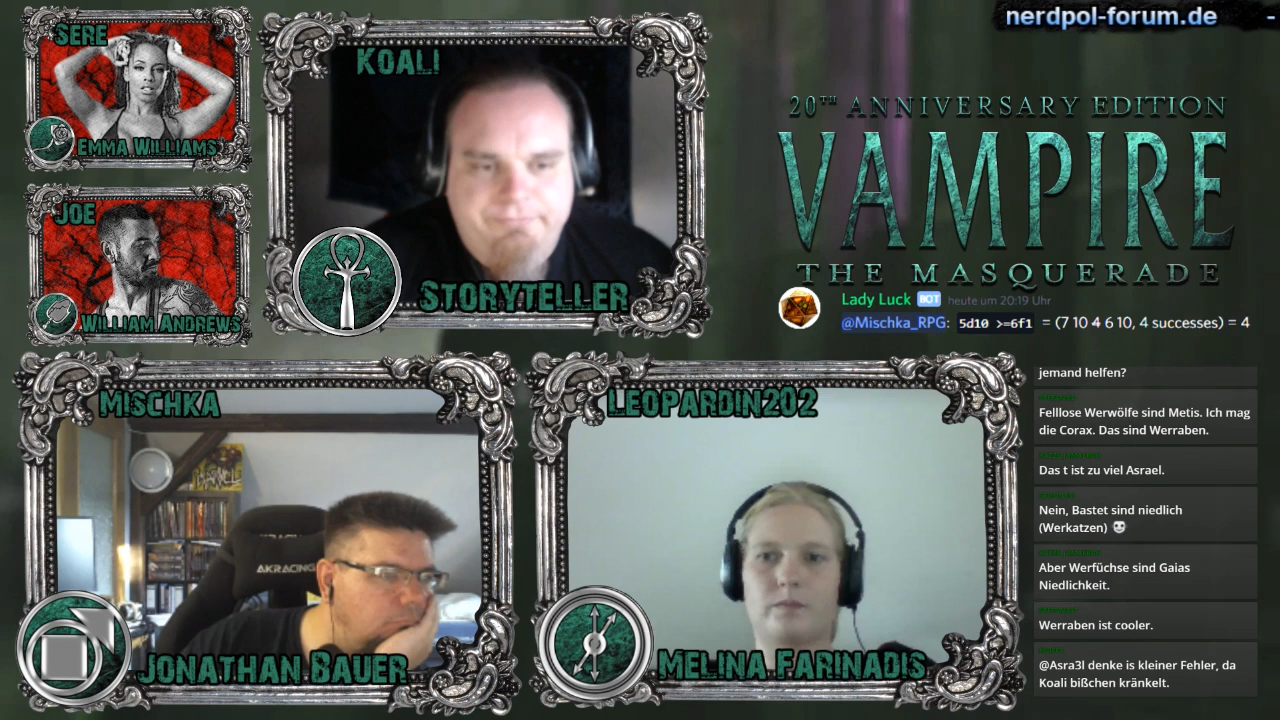 nerdpol-forum.de -
SERE
EMMA WILLIAMS
JOE
WILLIAM ANDREWS
KOALI
STORYTELLER
20TH ANNIVERSARY EDITION
VAMPIRE
THE MASQUERADE
Lady Luck BOT heute um 20:19 Uhr
@Mischka_RPG: 5d10 >=6f1 = (7 10 4 6 10, 4 successes) = 4
MISCHKA
AKRACING
JONATHAN BAUER
LEOPARDIN202
MELINA FARINADIS
jemand helfen?
Felllose Werwölfe sind Metis. Ich mag
die Corax. Das sind Werraben.
Das t ist zu viel Asrael.
Nein, Bastet sind niedlich
(Werkatzen)
Aber Werfüchse sind Gaias
Niedlichkeit.
Werraben ist cooler.
@Asra3l denke is kleiner Fehler, da
Koali bißchen kränkelt.